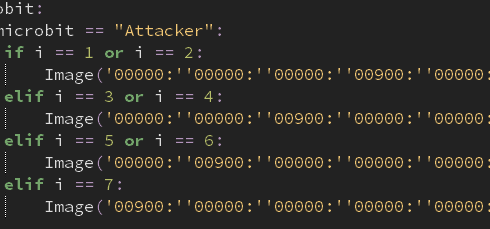 obit:
microbit == "Attacker":
if i == 1 or i == 2:
Image('00000:''00000:''00000:''00900:''00000:
elif i == 3 or i == 4:
Image('00000:''00000:''00900:''00000:''00000:
elif i == 5 or i == 6:
Image('00000:''00900:''00000:''00000:''00000:
elif i == 7:
Image('00900:''00000:''00000:''00000:''00000: